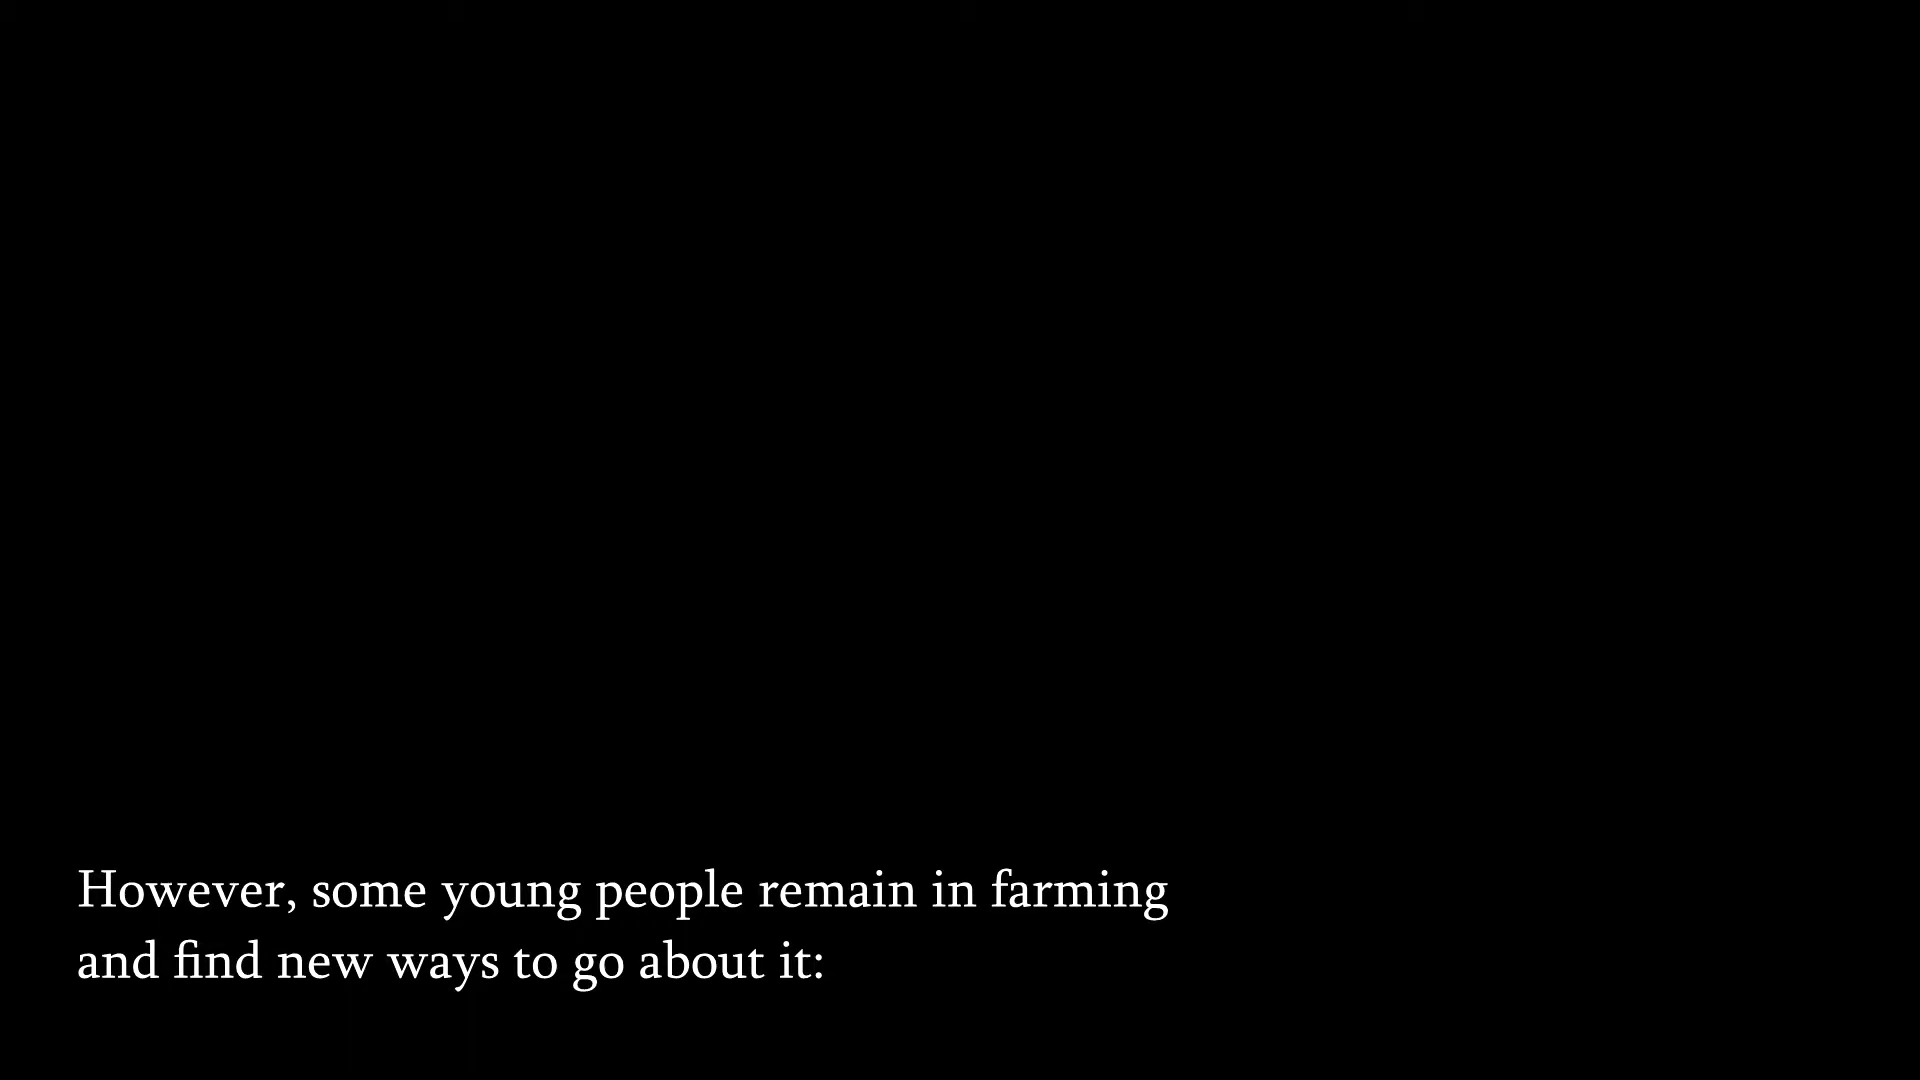 However, some young people remain in farming
and find new ways to go about it: